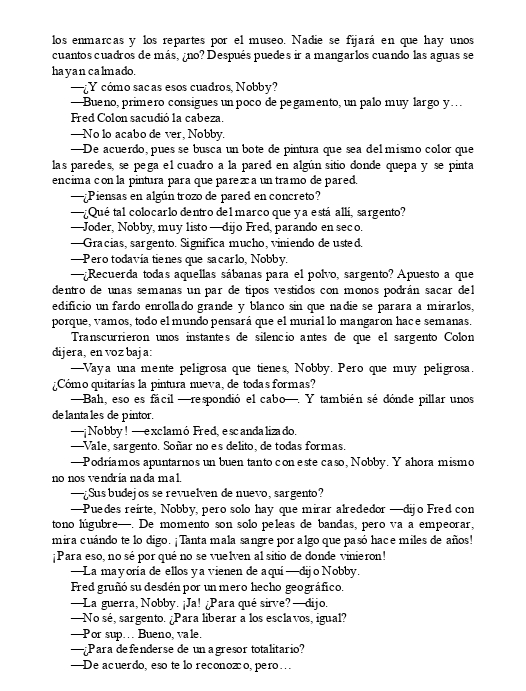 los enmarcas y los repartes por el museo. Nadie se fijará en que hay unos
cuantos cuadros de más, ¿no? Después puedes ir a mangarlos cuando las aguas se
hayan calmado.
—¿Y cómo sacas esos cuadros, Nobby?
—Bueno, primero consigues un poco de pegamento, un palo muy largo y…
Fred Colon sacudió la cabeza.
—No lo acabo de ver, Nobby.
—De acuerdo, pues se busca un bote de pintura que sea del mismo color que
las paredes, se pega el cuadro a la pared en algún sitio donde quepa y se pinta
encima con la pintura para que parezca un tramo de pared.
—¿Piensas en algún trozo de pared en concreto?
—¿Qué tal colocarlo dentro del marco que ya está allí, sargento?
—Joder, Nobby, muy listo —dijo Fred, parando en seco.
—Gracias, sargento. Significa mucho, viniendo de usted.
—Pero todavía tienes que sacarlo, Nobby.
—¿Recuerda todas aquellas sábanas para el polvo, sargento? Apuesto a que
dentro de unas semanas un par de tipos vestidos con monos podrán sacar del
edificio un fardo enrollado grande y blanco sin que nadie se parara a mirarlos,
porque, vamos, todo el mundo pensará que el murial lo mangaron hace semanas.
Transcurrieron unos instantes de silencio antes de que el sargento Colon
dijera, en voz baja:
—Vaya una mente peligrosa que tienes, Nobby. Pero que muy peligrosa.
¿Cómo quitarías la pintura nueva, de todas formas?
—Bah, eso es fácil —respondió el cabo—. Y también sé dónde pillar unos
delantales de pintor.
—¡Nobby! —exclamó Fred, escandalizado.
—Vale, sargento. Soñar no es delito, de todas formas.
—Podríamos apuntarnos un buen tanto con este caso, Nobby. Y ahora mismo
no nos vendría nada mal.
—¿Sus budejos se revuelven de nuevo, sargento?
—Puedes reírte, Nobby, pero solo hay que mirar alrededor —dijo Fred con
tono lúgubre—. De momento son solo peleas de bandas, pero va a empeorar,
mira cuándo te lo digo. ¡Tanta mala sangre por algo que pasó hace miles de años!
¡Para eso, no sé por qué no se vuelven al sitio de donde vinieron!
—La mayoría de ellos ya vienen de aquí —dijo Nobby.
Fred gruñó su desdén por un mero hecho geográfico.
—La guerra, Nobby. ¡Ja! ¿Para qué sirve? —dijo.
—No sé, sargento. ¿Para liberar a los esclavos, igual?
—Por sup… Bueno, vale.
—¿Para defenderse de un agresor totalitario?
—De acuerdo, eso te lo reconozco, pero…